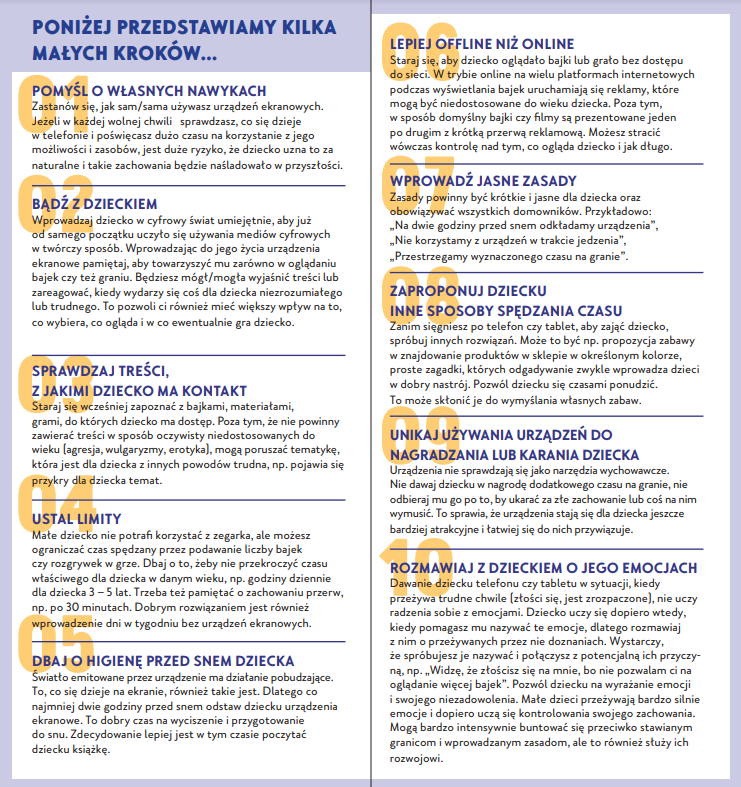 PONIŻEJ PRZEDSTAWIAMY KILKA
MAŁYCH KROKÓW...
01
POMYŚL O WŁASNYCH NAWYKACH
Zastanów się, jak sam/sama używasz urządzeń ekranowych.
Jeżeli w każdej wolnej chwili sprawdzasz, co się dzieje
w telefonie i poświęcasz dużo czasu na korzystanie z jego
możliwości i zasobów, jest duże ryzyko, że dziecko uzna to za
naturalne i takie zachowania będzie naśladowało w przyszłości.
02
BĄDŹ Z DZIECKIEM
Wprowadzaj dziecko w cyfrowy świat umiejętnie, aby już
od samego początku uczyło się używania mediów cyfrowych
w twórczy sposób. Wprowadzając do jego życia urządzenia
ekranowe pamiętaj, aby towarzyszyć mu zarówno w oglądaniu
bajek czy też graniu. Będziesz mógł/mogła wyjaśnić treści lub
zareagować, kiedy wydarzy się coś dla dziecka niezrozumiałego
lub trudnego. To pozwoli ci również mieć większy wpływ na to,
co wybiera, co ogląda i w co ewentualnie gra dziecko.
03
SPRAWDZAJ TREŚCI,
Z JAKIMI DZIECKO MA KONTAKT
Staraj się wcześniej zapoznać z bajkami, materiałami,
grami, do których dziecko ma dostęp. Poza tym, że nie powinny
zawierać treści w sposób oczywisty niedostosowanych do
wieku (agresja, wulgaryzmy, erotyka), mogą poruszać tematykę,
która jest dla dziecka z innych powodów trudna, np. pojawia się
przykry dla dziecka temat.
04
USTAL LIMITY
Małe dziecko nie potrafi korzystać z zegarka, ale możesz
ograniczać czas spędzany przez podawanie liczby bajek
czy rozgrywek w grze. Dbaj o to, żeby nie przekroczyć czasu
właściwego dla dziecka w danym wieku, np. godziny dziennie
dla dziecka 3 – 5 lat. Trzeba też pamiętać o zachowaniu przerw,
np. po 30 minutach. Dobrym rozwiązaniem jest również
wprowadzenie dni w tygodniu bez urządzeń ekranowych.
05
DBAJ O HIGIENĘ PRZED SNEM DZIECKA
Światło emitowane przez urządzenie ma działanie pobudzające.
To, co się dzieje na ekranie, również takie jest. Dlatego co
najmniej dwie godziny przed snem odstaw dziecku urządzenia
ekranowe. To dobry czas na wyciszenie i przygotowanie
do snu. Zdecydowanie lepiej jest w tym czasie poczytać
dziecku książkę.
06
LEPIEJ OFFLINE NIŻ ONLINE
Staraj się, aby dziecko oglądało bajki lub grało bez dostępu
do sieci. W trybie online na wielu platformach internetowych
podczas wyświetlania bajek uruchamiają się reklamy, które
mogą być niedostosowane do wieku dziecka. Poza tym,
w sposób domyślny bajki czy filmy są prezentowane jeden
po drugim z krótką przerwą reklamową. Możesz stracić
wówczas kontrolę nad tym, co ogląda dziecko i jak długo.
07
WPROWADŹ JASNE ZASADY
Zasady powinny być krótkie i jasne dla dziecka oraz
obowiązywać wszystkich domowników. Przykładowo:
„Na dwie godziny przed snem odkładamy urządzenia”,
„Nie korzystamy z urządzeń w trakcie jedzenia”,
„Przestrzegamy wyznaczonego czasu na granie”.
08
ZAPROPONUJ DZIECKU
INNE SPOSOBY SPĘDZANIA CZASU
Zanim sięgniesz po telefon czy tablet, aby zająć dziecko,
spróbuj innych rozwiązań. Może to być np. propozycja zabawy
w znajdowanie produktów w sklepie w określonym kolorze,
proste zagadki, których odgadywanie zwykle wprowadza dzieci
w dobry nastrój. Pozwól dziecku się czasami ponudzić.
To może skłonić je do wymyślania własnych zabaw.
09
UNIKAJ UŻYWANIA URZĄDZEŃ DO
NAGRADZANIA LUB KARANIA DZIECKA
Urządzenia nie sprawdzają się jako narzędzia wychowawcze.
Nie dawaj dziecku w nagrodę dodatkowego czasu na granie, nie
odbieraj mu go po to, by ukarać za złe zachowanie lub coś na nim
wymusić. To sprawia, że urządzenia stają się dla dziecka jeszcze
bardziej atrakcyjne i łatwiej się do nich przywiązuje.
10
ROZMAWIAJ Z DZIECKIEM O JEGO EMOCJACH
Dawanie dziecku telefonu czy tabletu w sytuacji, kiedy
przeżywa trudne chwile (złości się, jest zrozpaczone), nie uczy
radzenia sobie z emocjami. Dziecko uczy się dopiero wtedy,
kiedy pomagasz mu nazywać te emocje, dlatego rozmawiaj
z nim o przeżywanych przez nie doznaniach. Wystarczy,
że spróbujesz je nazywać i połączysz z potencjalną ich przyczy-
ną, np. „Widzę, że złościsz się na mnie, bo nie pozwalam ci na
oglądanie więcej bajek”. Pozwól dziecku na wyrażanie emocji
i swojego niezadowolenia. Małe dzieci przeżywają bardzo silnie
emocje i dopiero uczą się kontrolowania swojego zachowania.
Mogą bardzo intensywnie buntować się przeciwko stawianym
granicom i wprowadzanym zasadom, ale to również służy ich
rozwojowi.